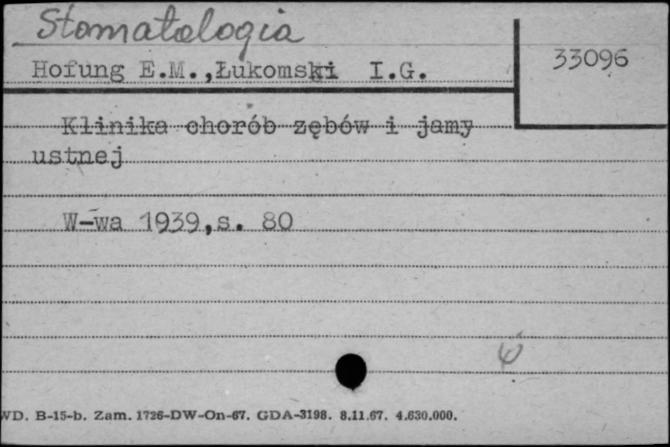 Stomatologia
33096
Hofung E.M.,Łukomski I.G.
Klinika chorób zębów i jamy
ustnej
W-wa 1939,s. 80
WD. B-15-b. Zam. 1726-DW-On-67. GDA-3198. 8.11.67. 4.630.000.